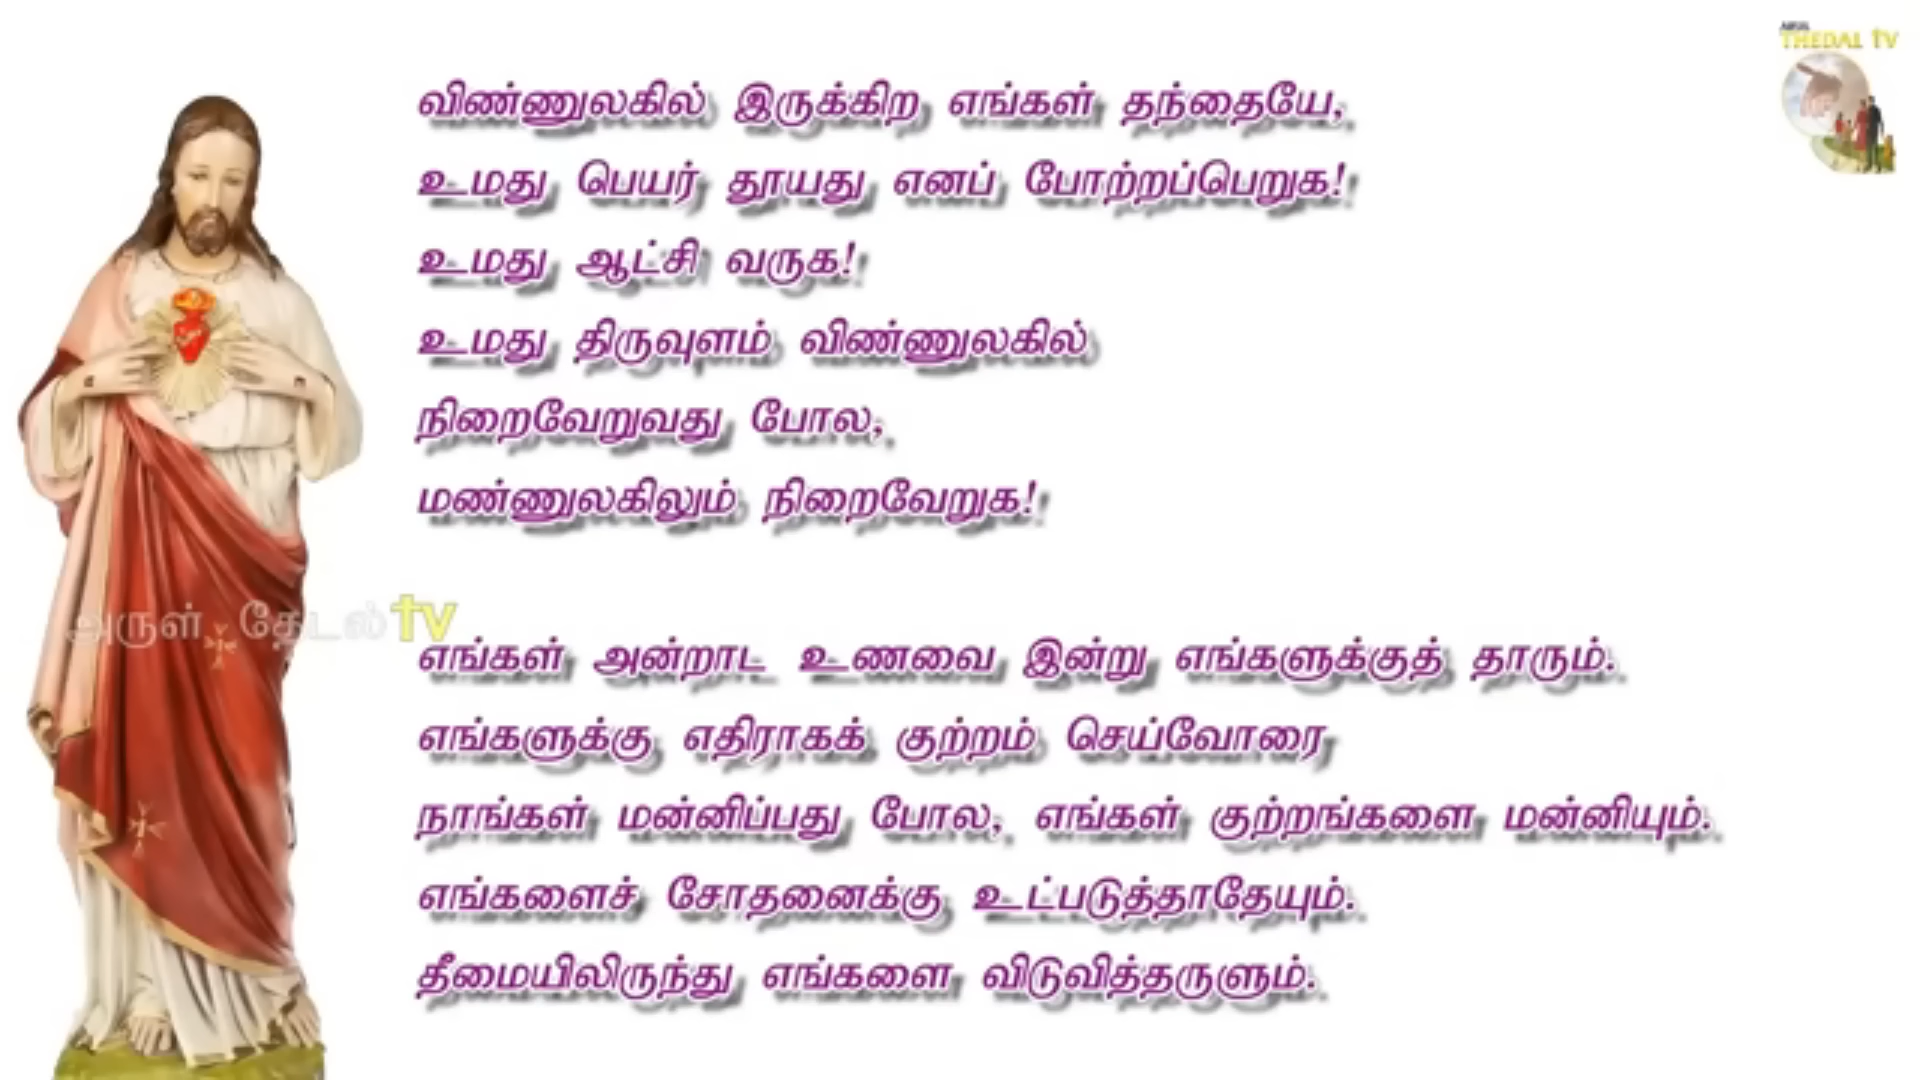 ARUL
THEDAL TV
விண்ணுலகில் இருக்கிற எங்கள் தந்தையே,
உமது பெயர் தூயது எனப் போற்றப்பெறுக!
உமது ஆட்சி வருக!
உமது திருவுளம் விண்ணுலகில்
நிறைவேறுவது போல,
மண்ணுலகிலும் நிறைவேறுக!
அருள் தேடல் TV
எங்கள் அன்றாட உணவை இன்று எங்களுக்குத் தாரும்.
எங்களுக்கு எதிராகக் குற்றம் செய்வோரை
நாங்கள் மன்னிப்பது போல, எங்கள் குற்றங்களை மன்னியும்.
எங்களைச் சோதனைக்கு உட்படுத்தாதேயும்.
தீமையிலிருந்து எங்களை விடுவித்தருளும்.